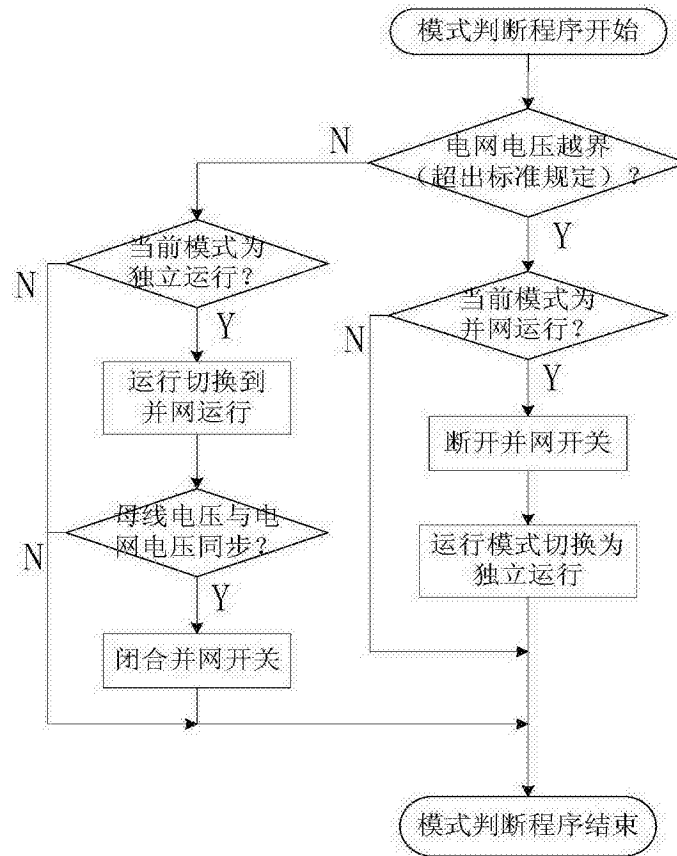 模式判断程序开始
电网电压越界
（超出标准规定）？
N
Y
当前模式为
独立运行？
N
Y
运行切换到
并网运行
母线电压与电
网电压同步？
N
Y
闭合并网开关
当前模式为
并网运行？
N
Y
断开并网开关
运行模式切换为
独立运行
模式判断程序结束